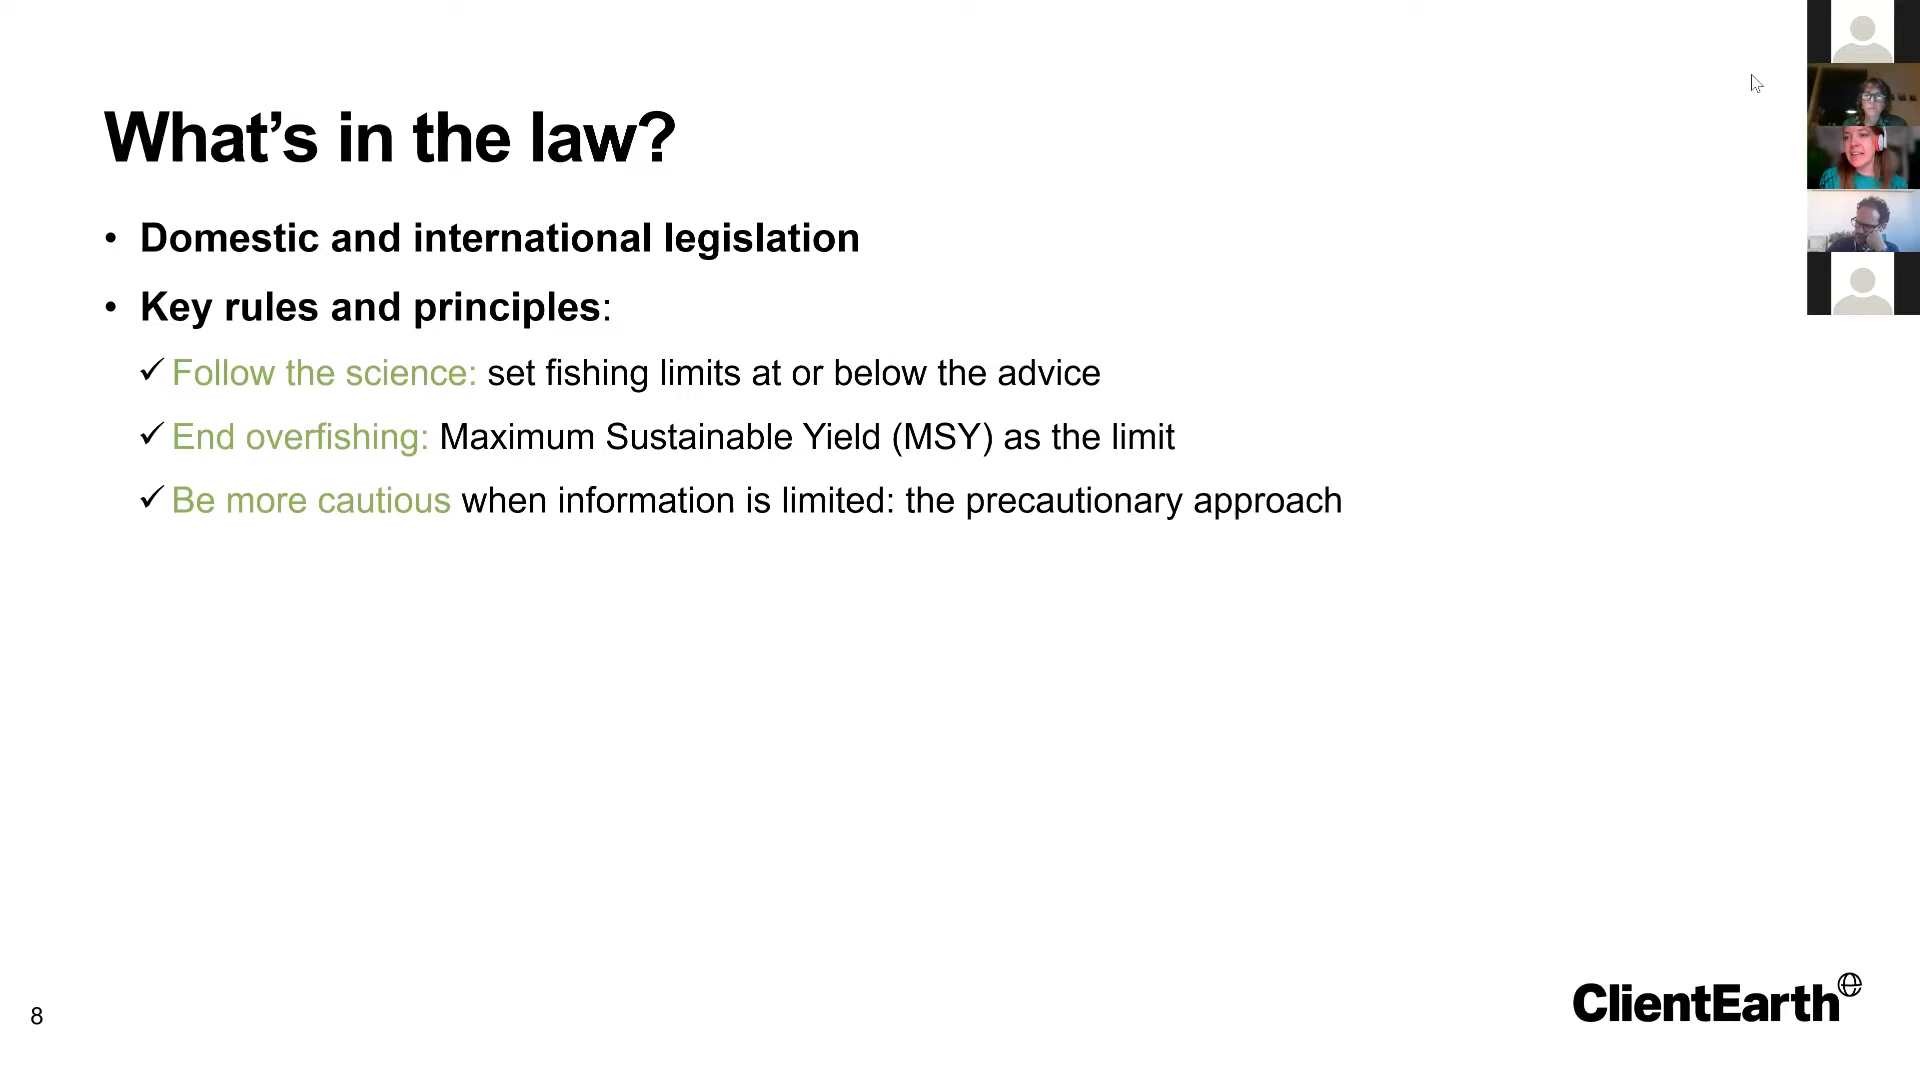 What’s in the law?
• Domestic and international legislation
• Key rules and principles:
✓ Follow the science: set fishing limits at or below the advice
✓ End overfishing: Maximum Sustainable Yield (MSY) as the limit
✓ Be more cautious when information is limited: the precautionary approach
8
ClientEarth